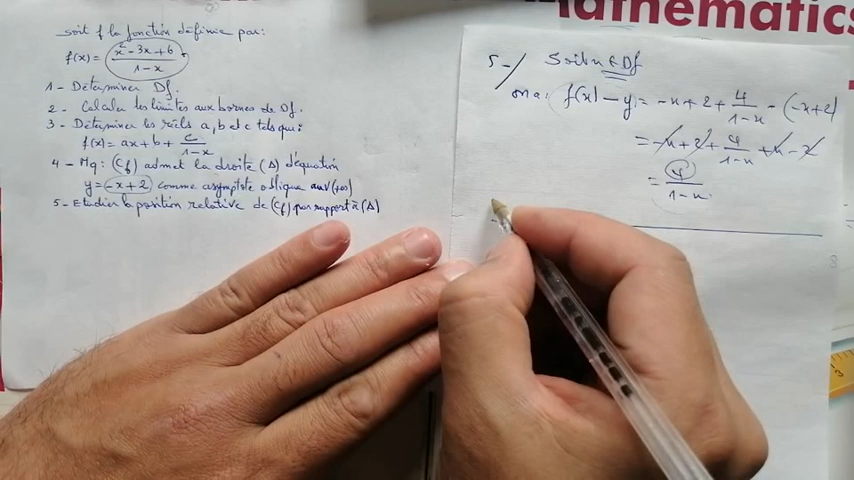 Mathematics
soit f la fonction définie par:
f(x) = (x² - 3x + 6)/(1 - x)
1 - Déterminer Df.
2 - Calculer les limites aux bornes de Df.
3 - Déterminer les réels a, b et c tels que:
f(x) = ax + b + c/(1 - x)
4 - Mq: (Cf) admet la droite (Δ) d'équation
y = -x + 2 comme asymptote oblique au v(±∞)
5 - Etudier la position relative de (Cf) par rapport à (Δ)
5 -/ Soit x ∈ Df
on a: f(x) - y = -x + 2 + 4/(1 - x) - (-x + 2)
= -x + 2 + 4/(1 - x) + x - 2
= 4/(1 - x)